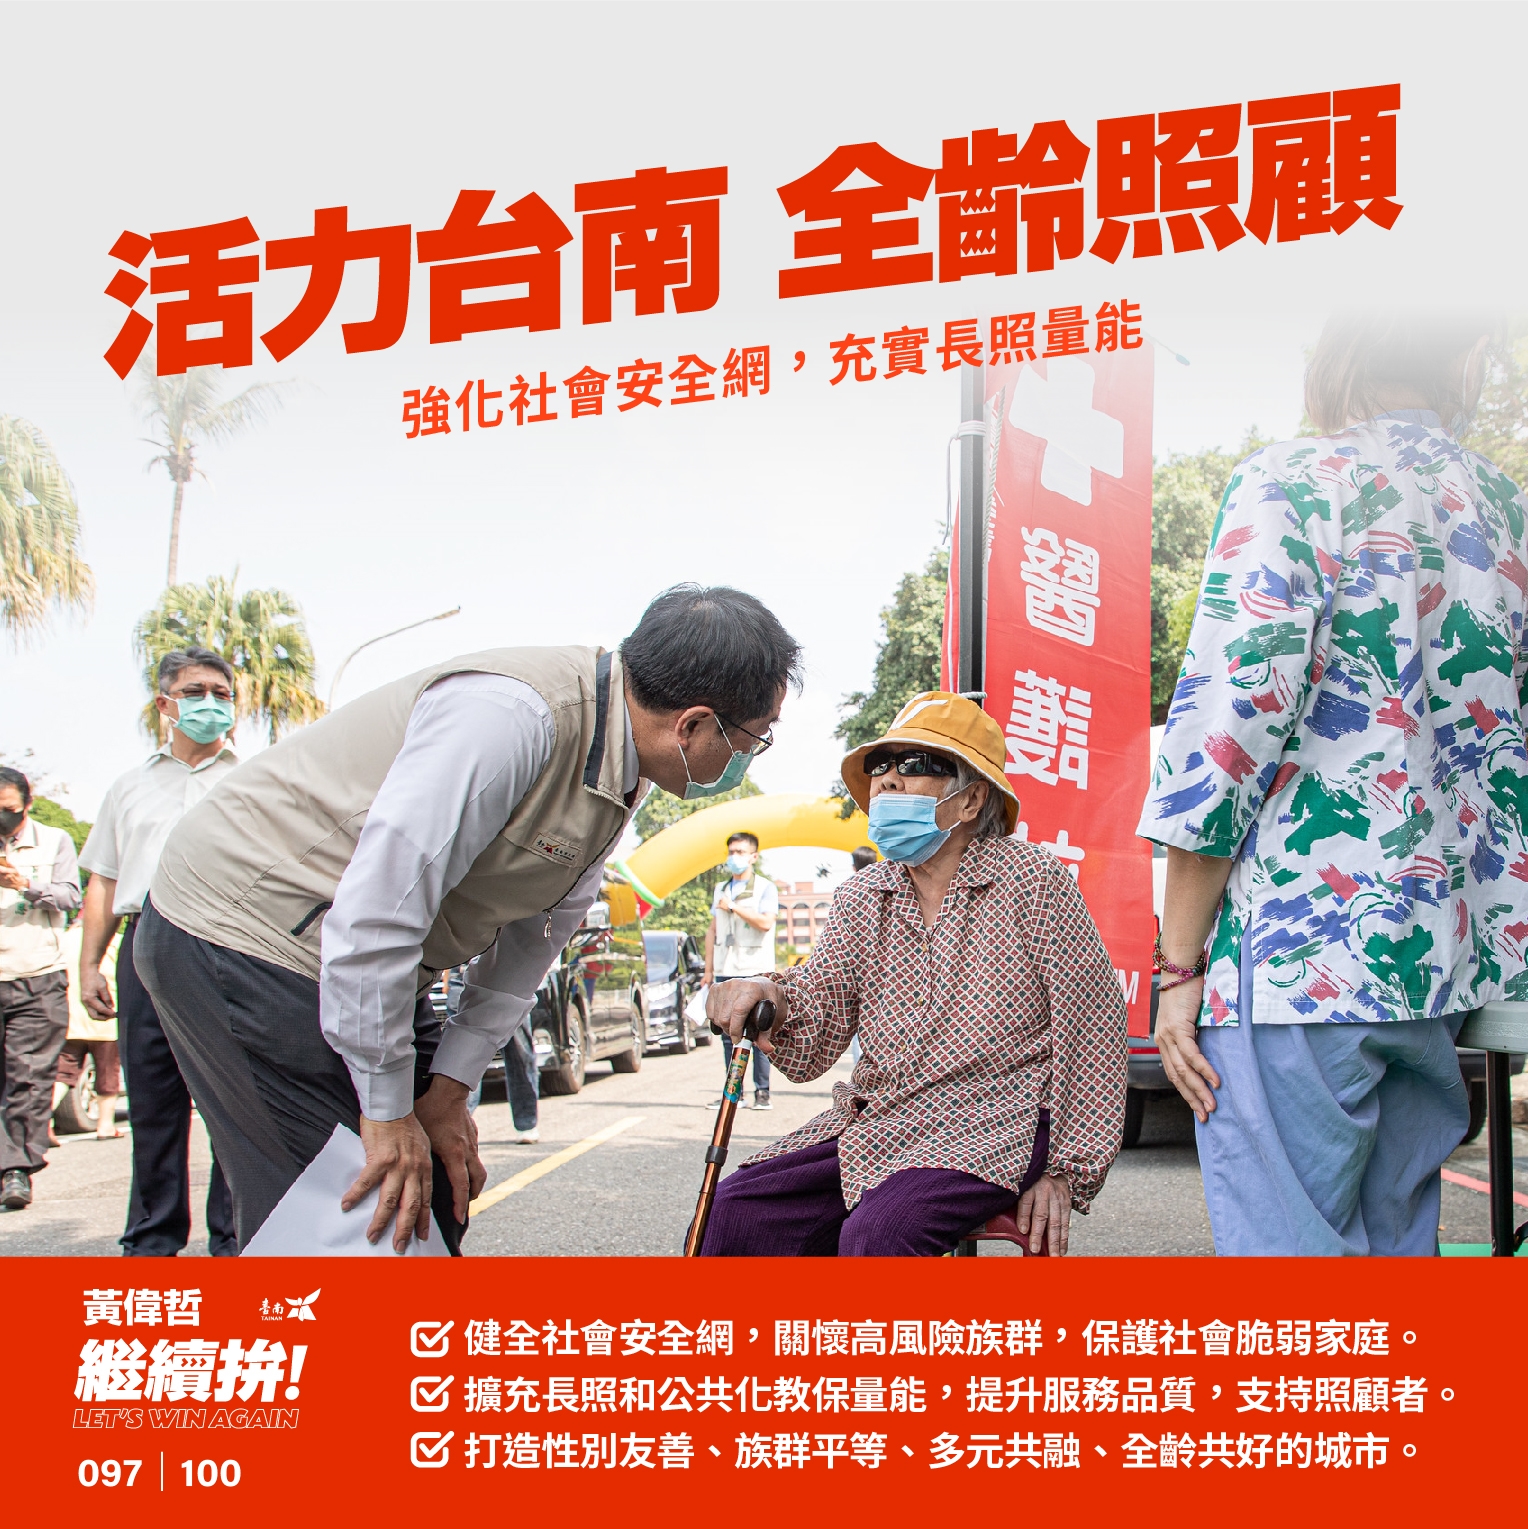 活力台南 全齡照顧
強化社會安全網，充實長照量能
醫護
黃偉哲
臺南
TAINAN
繼續拚!
LET'S WIN AGAIN
097 | 100
健全社會安全網，關懷高風險族群，保護社會脆弱家庭。
擴充長照和公共化教保量能，提升服務品質，支持照顧者。
打造性別友善、族群平等、多元共融、全齡共好的城市。